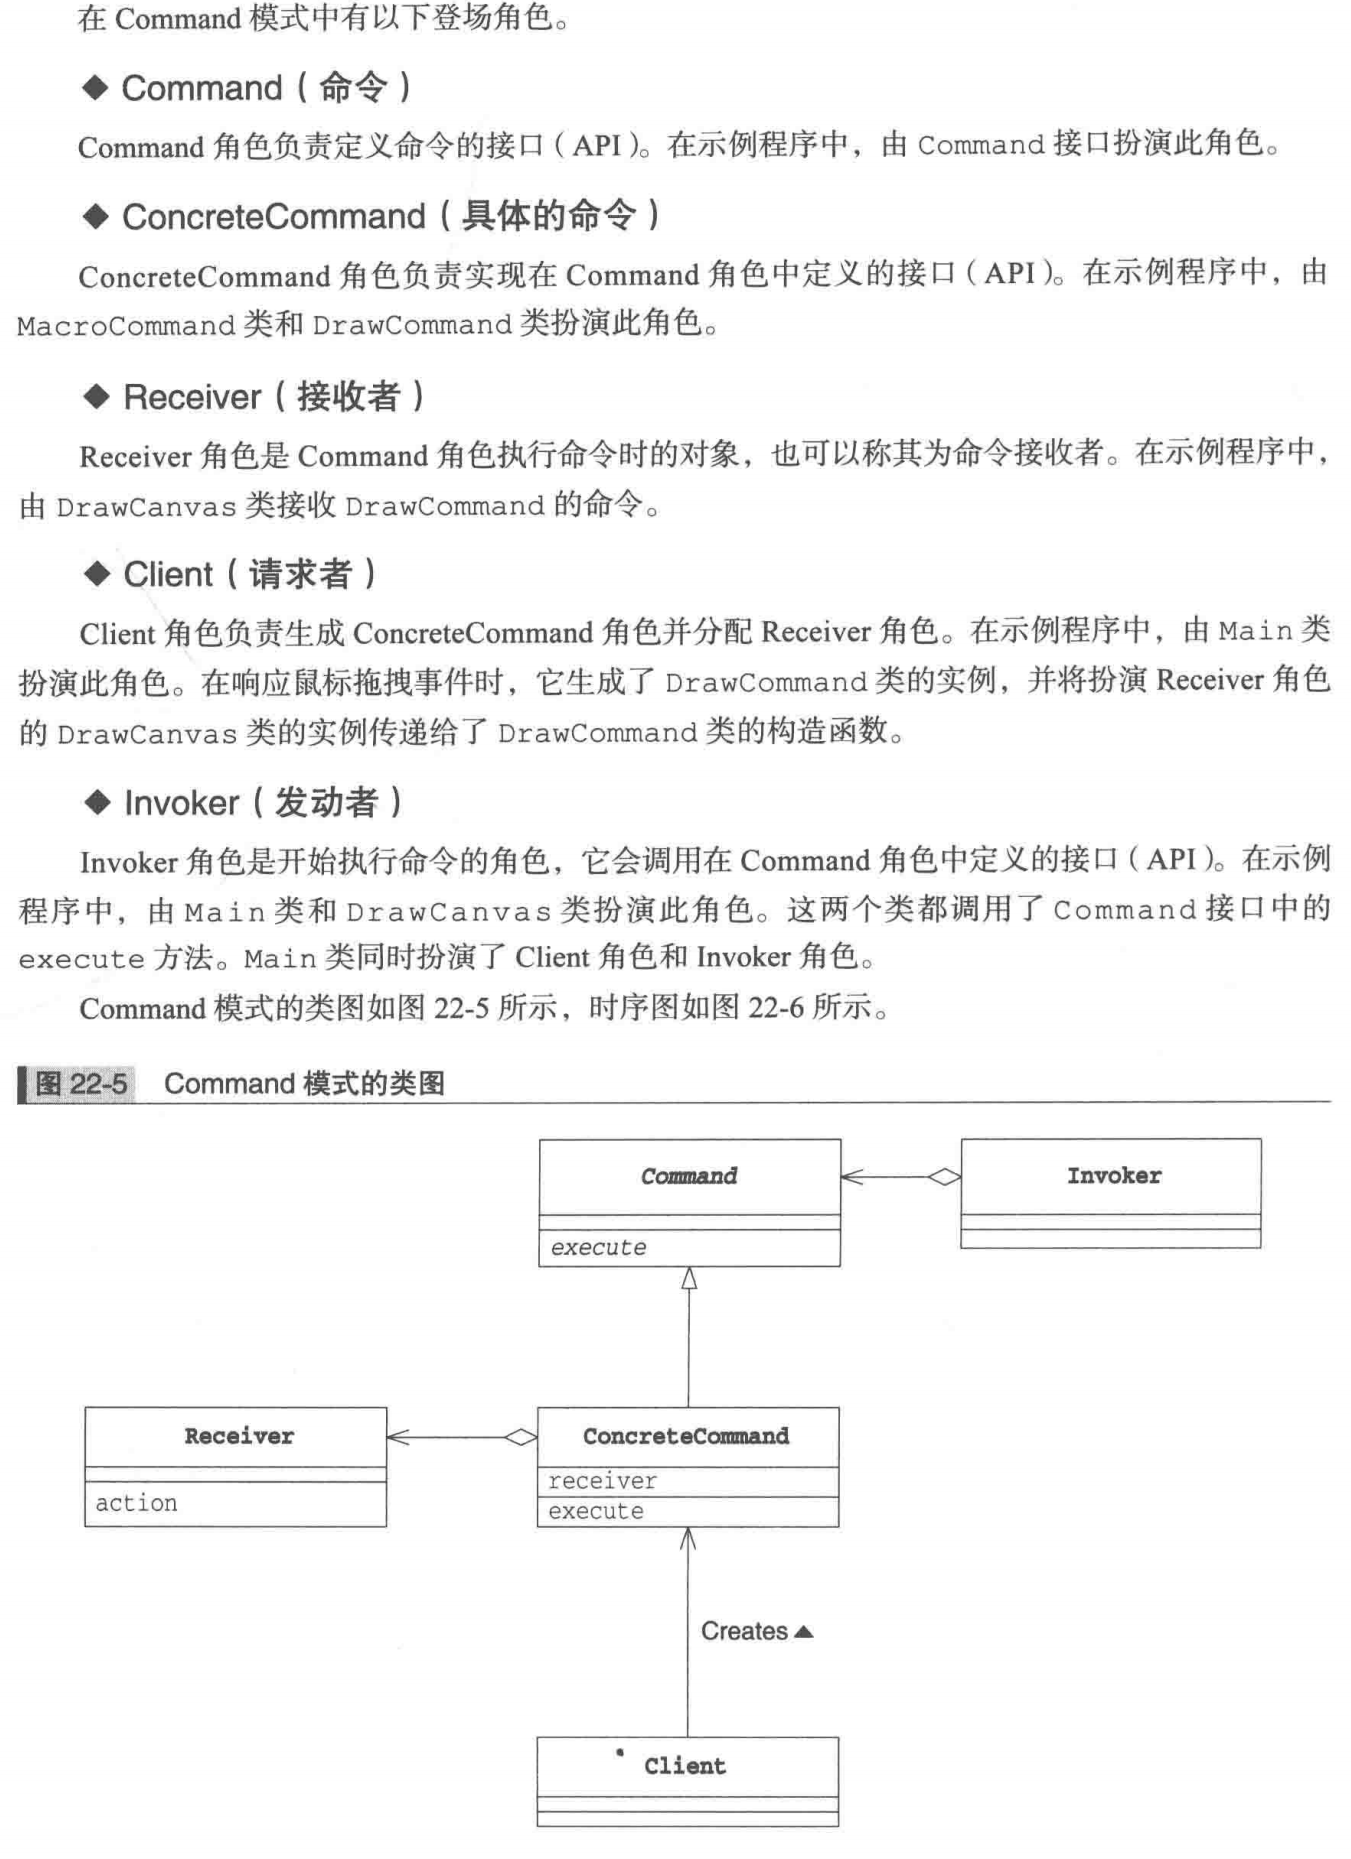 在 Command 模式中有以下登场角色。
◆ Command（命令）
Command 角色负责定义命令的接口（API）。在示例程序中，由 Command 接口扮演此角色。
◆ ConcreteCommand（具体的命令）
ConcreteCommand 角色负责实现在 Command 角色中定义的接口（API）。在示例程序中，由
MacroCommand 类和 DrawCommand 类扮演此角色。
◆ Receiver（接收者）
Receiver 角色是 Command 角色执行命令时的对象，也可以称其为命令接收者。在示例程序中，
由 DrawCanvas 类接收 DrawCommand 的命令。
◆ Client（请求者）
Client 角色负责生成 ConcreteCommand 角色并分配 Receiver 角色。在示例程序中，由 Main 类
扮演此角色。在响应鼠标拖拽事件时，它生成了 DrawCommand 类的实例，并将扮演 Receiver 角色
的 DrawCanvas 类的实例传递给了 DrawCommand 类的构造函数。
◆ Invoker（发动者）
Invoker 角色是开始执行命令的角色，它会调用在 Command 角色中定义的接口（API）。在示例
程序中，由 Main 类和 DrawCanvas 类扮演此角色。这两个类都调用了 Command 接口中的
execute 方法。Main 类同时扮演了 Client 角色和 Invoker 角色。
Command 模式的类图如图 22-5 所示，时序图如图 22-6 所示。
图 22-5 Command 模式的类图
Command
Invoker
execute
Receiver
ConcreteCommand
receiver
action
execute
Creates ▲
Client